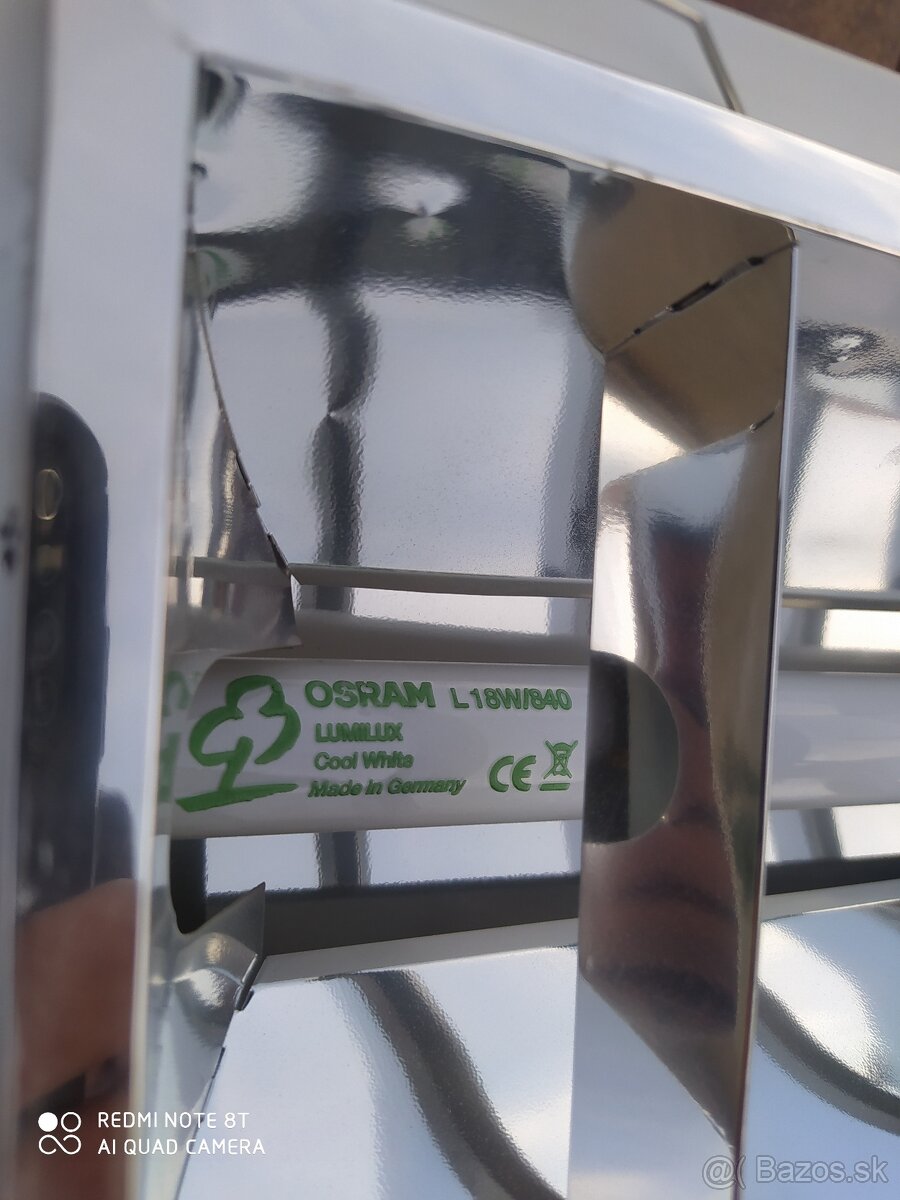 OSRAM L 18W/840
LUMILUX
Cool White
Made in Germany
CE
REDMI NOTE 8T
AI QUAD CAMERA
@( Bazos.sk